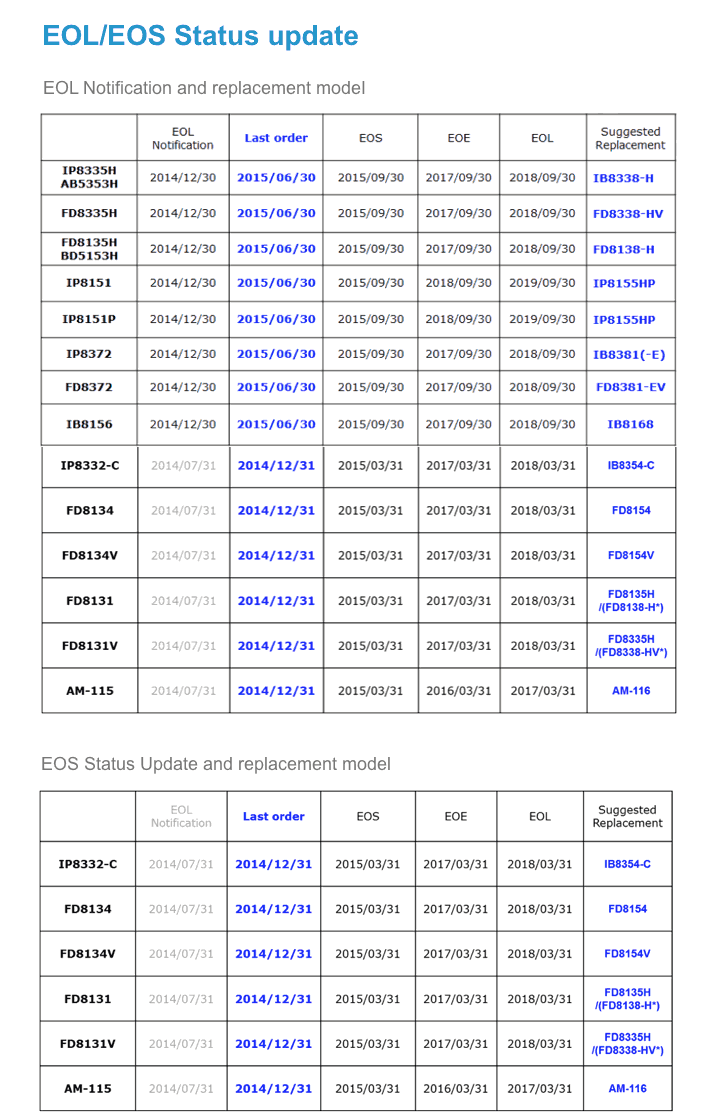 EOL/EOS Status update
EOL Notification and replacement model
EOL Notification Last order EOS EOE EOL Suggested Replacement
IP8335H AB5353H 2014/12/30 2015/06/30 2015/09/30 2017/09/30 2018/09/30 IB8338-H
FD8335H 2014/12/30 2015/06/30 2015/09/30 2017/09/30 2018/09/30 FD8338-HV
FD8135H BD5153H 2014/12/30 2015/06/30 2015/09/30 2017/09/30 2018/09/30 FD8138-H
IP8151 2014/12/30 2015/06/30 2015/09/30 2018/09/30 2019/09/30 IP8155HP
IP8151P 2014/12/30 2015/06/30 2015/09/30 2018/09/30 2019/09/30 IP8155HP
IP8372 2014/12/30 2015/06/30 2015/09/30 2017/09/30 2018/09/30 IB8381(-E)
FD8372 2014/12/30 2015/06/30 2015/09/30 2017/09/30 2018/09/30 FD8381-EV
IB8156 2014/12/30 2015/06/30 2015/09/30 2017/09/30 2018/09/30 IB8168
IP8332-C 2014/07/31 2014/12/31 2015/03/31 2017/03/31 2018/03/31 IB8354-C
FD8134 2014/07/31 2014/12/31 2015/03/31 2017/03/31 2018/03/31 FD8154
FD8134V 2014/07/31 2014/12/31 2015/03/31 2017/03/31 2018/03/31 FD8154V
FD8131 2014/07/31 2014/12/31 2015/03/31 2017/03/31 2018/03/31 FD8135H /(FD8138-H*)
FD8131V 2014/07/31 2014/12/31 2015/03/31 2017/03/31 2018/03/31 FD8335H /(FD8338-HV*)
AM-115 2014/07/31 2014/12/31 2015/03/31 2016/03/31 2017/03/31 AM-116
EOS Status Update and replacement model
EOL Notification Last order EOS EOE EOL Suggested Replacement
IP8332-C 2014/07/31 2014/12/31 2015/03/31 2017/03/31 2018/03/31 IB8354-C
FD8134 2014/07/31 2014/12/31 2015/03/31 2017/03/31 2018/03/31 FD8154
FD8134V 2014/07/31 2014/12/31 2015/03/31 2017/03/31 2018/03/31 FD8154V
FD8131 2014/07/31 2014/12/31 2015/03/31 2017/03/31 2018/03/31 FD8135H /(FD8138-H*)
FD8131V 2014/07/31 2014/12/31 2015/03/31 2017/03/31 2018/03/31 FD8335H /(FD8338-HV*)
AM-115 2014/07/31 2014/12/31 2015/03/31 2016/03/31 2017/03/31 AM-116